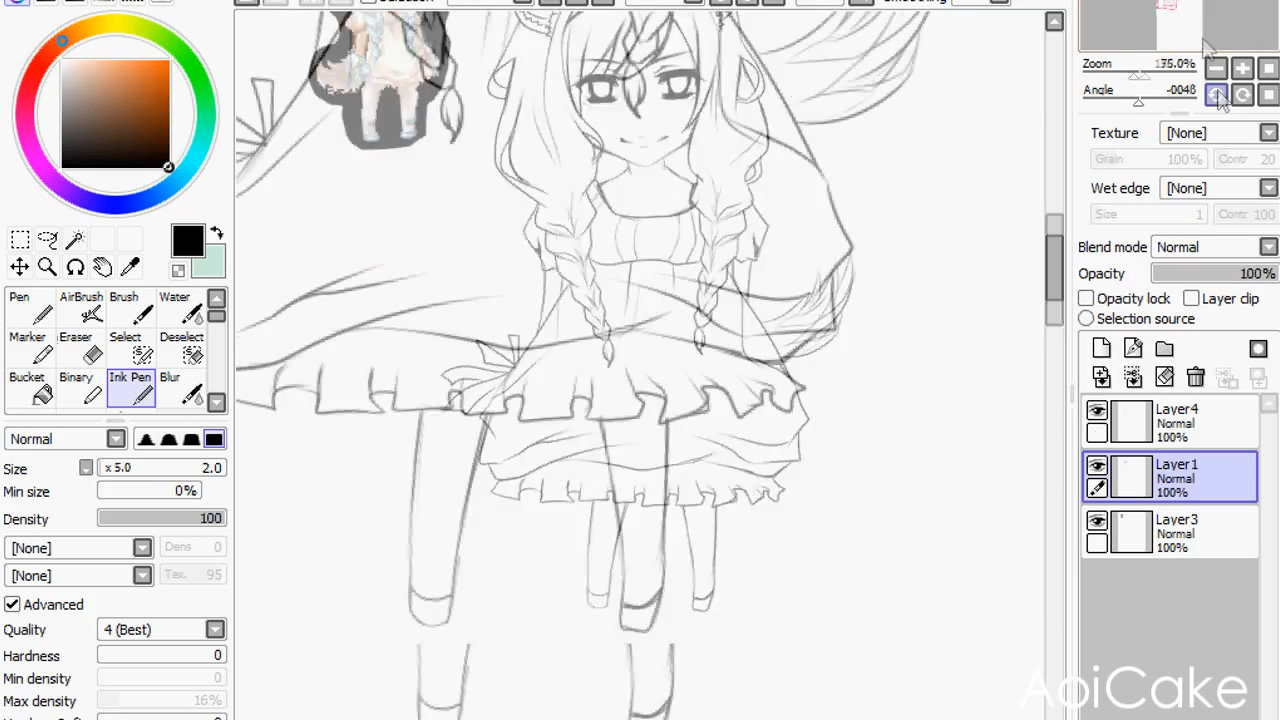 Zoom 175.0%
Angle -0048
Texture [None]
Grain 100% Contr 20
Wet edge [None]
Size 1 Contr 100
Blend mode Normal
Opacity 100%
Opacity lock Layer clip
Selection source
Pen AirBrush Brush Water
Marker Eraser Select Deselect
Bucket Binary Ink Pen Blur
Normal
Size x 5.0 2.0
Min size 0%
Density 100
[None] Dens 0
[None] Tex. 95
Advanced
Quality 4 (Best)
Hardness 0
Min density 0
Max density 16%
Layer4
Normal
100%
Layer1
Normal
100%
Layer3
Normal
100%
AoiCake